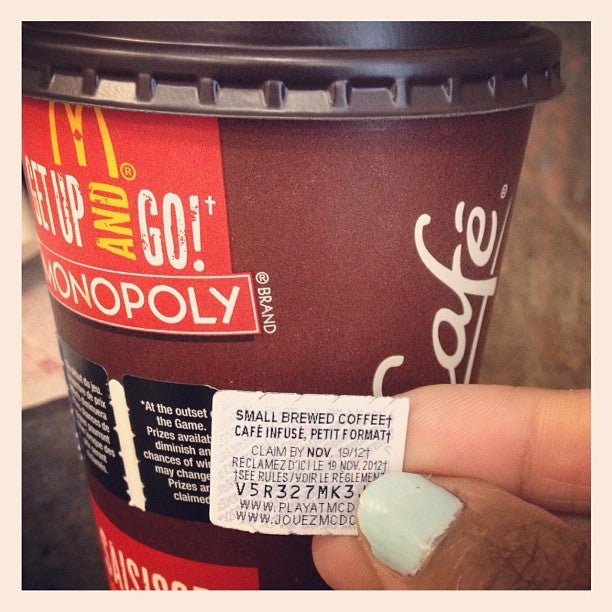 M®
GET UP AND GO!†
MONOPOLY ® BRAND
Café ®
*At the outset
the Game.
Prizes availab
diminish an
chances of wi
may change
Prizes ar
claimed
SMALL BREWED COFFEE†
CAFÉ INFUSÉ, PETIT FORMAT†
CLAIM BY NOV. 19/12†
RÉCLAMEZ D'ICI LE 19 NOV. 2012†
†SEE RULES/VOIR LE RÈGLEMENT
V5R327MK3
WWW.PLAYATMCD
WWW.JOUEZMCDO